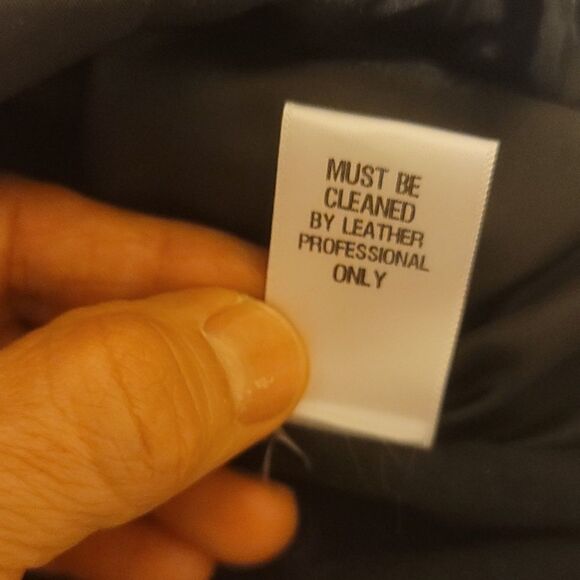 MUST BE
CLEANED
BY LEATHER
PROFESSIONAL
ONLY